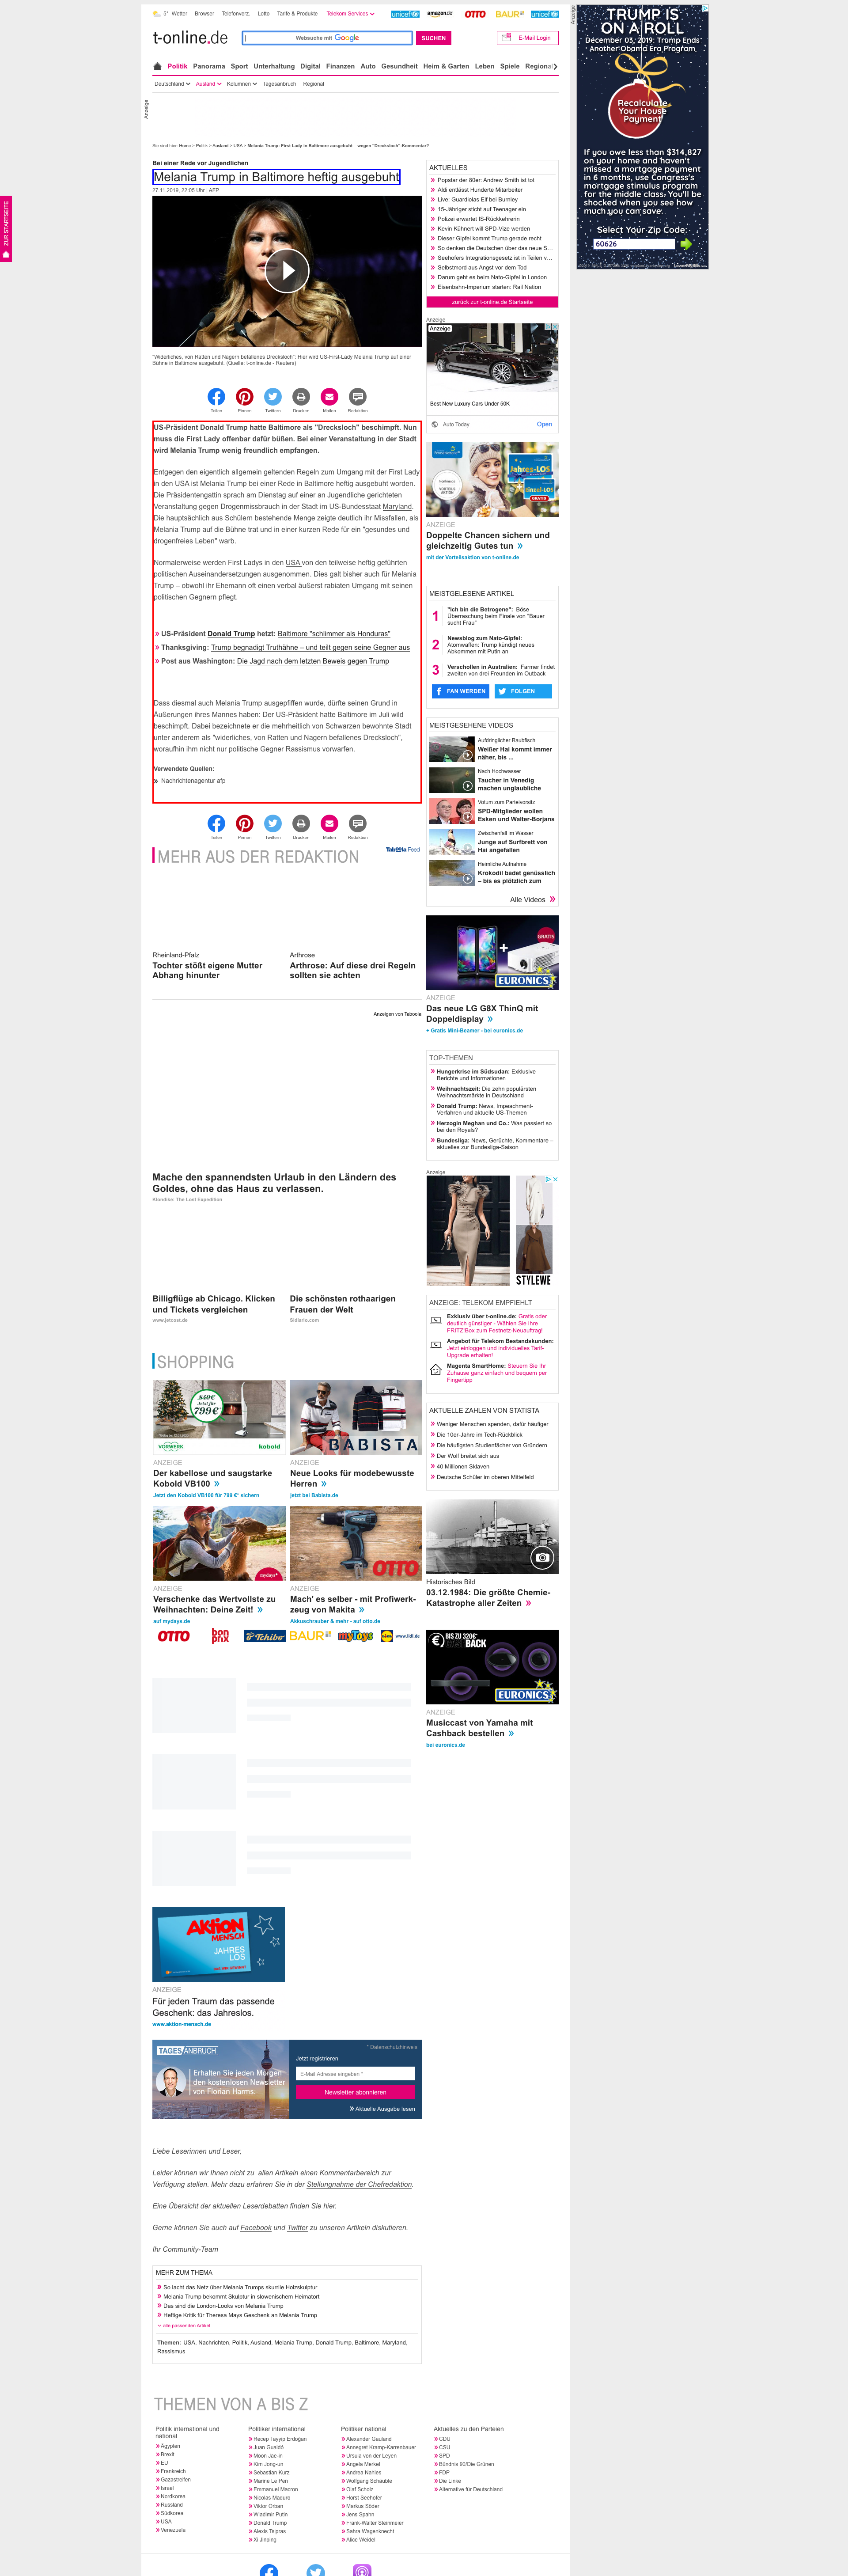 5° Wetter Browser Telefonverz. Lotto Tarife & Produkte Telekom Services
unicef amazon.de OTTO BAUR unicef
t-online.de
Websuche mit Google
SUCHEN
E-Mail Login
Politik Panorama Sport Unterhaltung Digital Finanzen Auto Gesundheit Heim & Garten Leben Spiele Regional
Deutschland Ausland Kolumnen Tagesanbruch Regional
Anzeige
ZUR STARTSEITE
Sie sind hier: Home > Politik > Ausland > USA > Melania Trump: First Lady in Baltimore ausgebuht – wegen "Drecksloch"-Kommentar?
Bei einer Rede vor Jugendlichen
Melania Trump in Baltimore heftig ausgebuht
27.11.2019, 22:05 Uhr | AFP
"Widerliches, von Ratten und Nagern befallenes Drecksloch": Hier wird US-First-Lady Melania Trump auf einer
Bühne in Baltimore ausgebuht. (Quelle: t-online.de - Reuters)
Teilen Pinnen Twittern Drucken Mailen Redaktion
US-Präsident Donald Trump hatte Baltimore als "Drecksloch" beschimpft. Nun
muss die First Lady offenbar dafür büßen. Bei einer Veranstaltung in der Stadt
wird Melania Trump wenig freundlich empfangen.
Entgegen den eigentlich allgemein geltenden Regeln zum Umgang mit der First Lady
in den USA ist Melania Trump bei einer Rede in Baltimore heftig ausgebuht worden.
Die Präsidentengattin sprach am Dienstag auf einer an Jugendliche gerichteten
Veranstaltung gegen Drogenmissbrauch in der Stadt im US-Bundesstaat Maryland.
Die hauptsächlich aus Schülern bestehende Menge zeigte deutlich ihr Missfallen, als
Melania Trump auf die Bühne trat und in einer kurzen Rede für ein "gesundes und
drogenfreies Leben" warb.
Normalerweise werden First Ladys in den USA von den teilweise heftig geführten
politischen Auseinandersetzungen ausgenommen. Dies galt bisher auch für Melania
Trump – obwohl ihr Ehemann oft einen verbal äußerst rabiaten Umgang mit seinen
politischen Gegnern pflegt.
US-Präsident Donald Trump hetzt: Baltimore "schlimmer als Honduras"
Thanksgiving: Trump begnadigt Truthähne – und teilt gegen seine Gegner aus
Post aus Washington: Die Jagd nach dem letzten Beweis gegen Trump
Dass diesmal auch Melania Trump ausgepfiffen wurde, dürfte seinen Grund in
Äußerungen ihres Mannes haben: Der US-Präsident hatte Baltimore im Juli wild
beschimpft. Dabei bezeichnete er die mehrheitlich von Schwarzen bewohnte Stadt
unter anderem als "widerliches, von Ratten und Nagern befallenes Drecksloch",
woraufhin ihm nicht nur politische Gegner Rassismus vorwarfen.
Verwendete Quellen:
Nachrichtenagentur afp
Teilen Pinnen Twittern Drucken Mailen Redaktion
MEHR AUS DER REDAKTION
Taboola Feed
Rheinland-Pfalz
Tochter stößt eigene Mutter
Abhang hinunter
Arthrose
Arthrose: Auf diese drei Regeln
sollten sie achten
Anzeigen von Taboola
Mache den spannendsten Urlaub in den Ländern des
Goldes, ohne das Haus zu verlassen.
Klondike: The Lost Expedition
Billigflüge ab Chicago. Klicken
und Tickets vergleichen
www.jetcost.de
Die schönsten rothaarigen
Frauen der Welt
Sidiario.com
SHOPPING
849€
Jetzt für
799€
VORWERK kobold
ANZEIGE
Der kabellose und saugstarke
Kobold VB100
Jetzt den Kobold VB100 für 799 €* sichern
BABISTA
ANZEIGE
Neue Looks für modebewusste
Herren
jetzt bei Babista.de
mydays
ANZEIGE
Verschenke das Wertvollste zu
Weihnachten: Deine Zeit!
auf mydays.de
OTTO
ANZEIGE
Mach' es selber - mit Profiwerk-
zeug von Makita
Akkuschrauber & mehr - auf otto.de
OTTO bon prix Tchibo BAUR myToys www.lidl.de
AKTION
MENSCH
JAHRES
LOS
ANZEIGE
Für jeden Traum das passende
Geschenk: das Jahreslos.
www.aktion-mensch.de
TAGESANBRUCH
Erhalten Sie jeden Morgen
den kostenlosen Newsletter
von Florian Harms.
* Datenschutzhinweis
Jetzt registrieren
E-Mail Adresse eingeben *
Newsletter abonnieren
Aktuelle Ausgabe lesen
Liebe Leserinnen und Leser,
Leider können wir Ihnen nicht zu allen Artikeln einen Kommentarbereich zur
Verfügung stellen. Mehr dazu erfahren Sie in der Stellungnahme der Chefredaktion.
Eine Übersicht der aktuellen Leserdebatten finden Sie hier.
Gerne können Sie auch auf Facebook und Twitter zu unseren Artikeln diskutieren.
Ihr Community-Team
MEHR ZUM THEMA
So lacht das Netz über Melania Trumps skurrile Holzskulptur
Melania Trump bekommt Skulptur in slowenischem Heimatort
Das sind die London-Looks von Melania Trump
Heftige Kritik für Theresa Mays Geschenk an Melania Trump
alle passenden Artikel
Themen: USA, Nachrichten, Politik, Ausland, Melania Trump, Donald Trump, Baltimore, Maryland,
Rassismus
AKTUELLES
Popstar der 80er: Andrew Smith ist tot
Aldi entlässt Hunderte Mitarbeiter
Live: Guardiolas Elf bei Burnley
15-Jähriger sticht auf Teenager ein
Polizei erwartet IS-Rückkehrerin
Kevin Kühnert will SPD-Vize werden
Dieser Gipfel kommt Trump gerade recht
So denken die Deutschen über das neue S...
Seehofers Integrationsgesetz ist in Teilen v...
Selbstmord aus Angst vor dem Tod
Darum geht es beim Nato-Gipfel in London
Eisenbahn-Imperium starten: Rail Nation
zurück zur t-online.de Startseite
Anzeige
Anzeige
Best New Luxury Cars Under 50K
Auto Today Open
Jahres-LOS
Einzel-LOS
GRATIS
t-online.de
VORTEILS
AKTION
ANZEIGE
Doppelte Chancen sichern und
gleichzeitig Gutes tun
mit der Vorteilsaktion von t-online.de
MEISTGELESENE ARTIKEL
1 "Ich bin die Betrogene": Böse
Überraschung beim Finale von "Bauer
sucht Frau"
2 Newsblog zum Nato-Gipfel:
Atomwaffen: Trump kündigt neues
Abkommen mit Putin an
3 Verschollen in Australien: Farmer findet
zweiten von drei Freunden im Outback
FAN WERDEN FOLGEN
MEISTGESEHENE VIDEOS
Aufdringlicher Raubfisch
Weißer Hai kommt immer
näher, bis ...
Nach Hochwasser
Taucher in Venedig
machen unglaubliche
Votum zum Parteivorsitz
SPD-Mitglieder wollen
Esken und Walter-Borjans
Zwischenfall im Wasser
Junge auf Surfbrett von
Hai angefallen
Heimliche Aufnahme
Krokodil badet genüsslich
– bis es plötzlich zum
Alle Videos
GRATIS
EURONICS
ANZEIGE
Das neue LG G8X ThinQ mit
Doppeldisplay
+ Gratis Mini-Beamer - bei euronics.de
TOP-THEMEN
Hungerkrise im Südsudan: Exklusive
Berichte und Informationen
Weihnachtszeit: Die zehn populärsten
Weihnachtsmärkte in Deutschland
Donald Trump: News, Impeachment-
Verfahren und aktuelle US-Themen
Herzogin Meghan und Co.: Was passiert so
bei den Royals?
Bundesliga: News, Gerüchte, Kommentare –
aktuelles zur Bundesliga-Saison
Anzeige
STYLEWE
ANZEIGE: TELEKOM EMPFIEHLT
Exklusiv über t-online.de: Gratis oder
deutlich günstiger - Wählen Sie Ihre
FRITZ!Box zum Festnetz-Neuauftrag!
Angebot für Telekom Bestandskunden:
Jetzt einloggen und individuelles Tarif-
Upgrade erhalten!
Magenta SmartHome: Steuern Sie Ihr
Zuhause ganz einfach und bequem per
Fingertipp
AKTUELLE ZAHLEN VON STATISTA
Weniger Menschen spenden, dafür häufiger
Die 10er-Jahre im Tech-Rückblick
Die häufigsten Studienfächer von Gründern
Der Wolf breitet sich aus
40 Millionen Sklaven
Deutsche Schüler im oberen Mittelfeld
Historisches Bild
03.12.1984: Die größte Chemie-
Katastrophe aller Zeiten
BIS ZU 320€
CASHBACK
EURONICS
ANZEIGE
Musiccast von Yamaha mit
Cashback bestellen
bei euronics.de
Anzeige
TRUMP IS
ON A ROLL
December 03, 2019: Trump Ends
Another Obama Era Program.
Recalculate
Your House
Payment
If you owe less than $314,827
on your home and haven't
missed a mortgage payment
in 6 months, use Congress's
mortgage stimulus program
for the middle class. You'll be
shocked when you see how
much you can save.
Select Your Zip Code:
60626
THEMEN VON A BIS Z
Politik international und
national
Ägypten
Brexit
EU
Frankreich
Gazastreifen
Israel
Nordkorea
Russland
Südkorea
USA
Venezuela
Politiker international
Recep Tayyip Erdoğan
Juan Guaidó
Moon Jae-in
Kim Jong-un
Sebastian Kurz
Marine Le Pen
Emmanuel Macron
Nicolas Maduro
Viktor Orban
Wladimir Putin
Donald Trump
Alexis Tsipras
Xi Jinping
Politiker national
Alexander Gauland
Annegret Kramp-Karrenbauer
Ursula von der Leyen
Angela Merkel
Andrea Nahles
Wolfgang Schäuble
Olaf Scholz
Horst Seehofer
Markus Söder
Jens Spahn
Frank-Walter Steinmeier
Sahra Wagenknecht
Alice Weidel
Aktuelles zu den Parteien
CDU
CSU
SPD
Bündnis 90/Die Grünen
FDP
Die Linke
Alternative für Deutschland